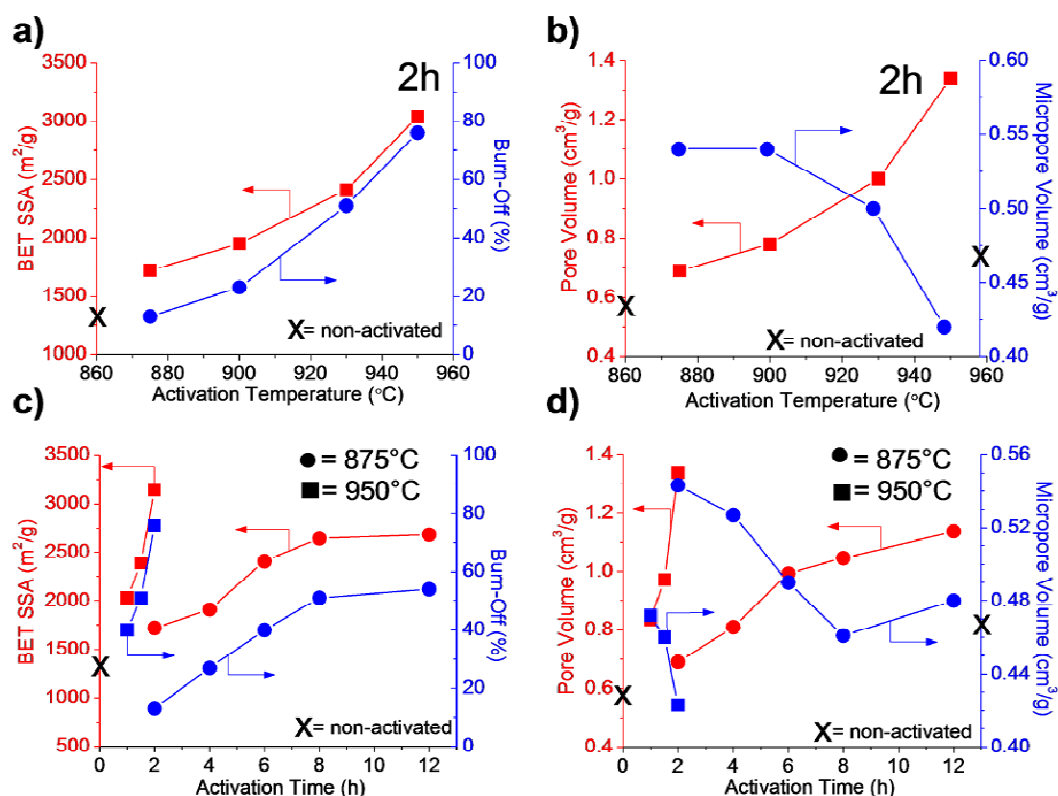 a)
2h
3500
3000
2500
2000
1500
1000
BET SSA (m²/g)
100
80
60
40
20
0
Burn-Off (%)
X = non-activated
860 880 900 920 940 960
Activation Temperature (°C)
b)
2h
1.4
1.2
1.0
0.8
0.6
0.4
Pore Volume (cm³/g)
0.60
0.55
0.50
0.45
0.40
Micropore Volume (cm³/g)
X
X
X = non-activated
860 880 900 920 940 960
Activation Temperature (°C)
c)
3500
3000
2500
2000
1750
1500
1000
500
BET SSA (m²/g)
= 875°C
= 950°C
100
80
60
40
20
0
Burn-Off (%)
X
X = non-activated
0 2 4 6 8 10 12
Activation Time (h)
d)
1.4
1.2
1.0
0.8
0.6
0.4
Pore Volume (cm³/g)
= 875°C
= 950°C
0.56
0.52
0.48
0.44
0.40
Micropore Volume (cm³/g)
X
X
X = non-activated
0 2 4 6 8 10 12
Activation Time (h)